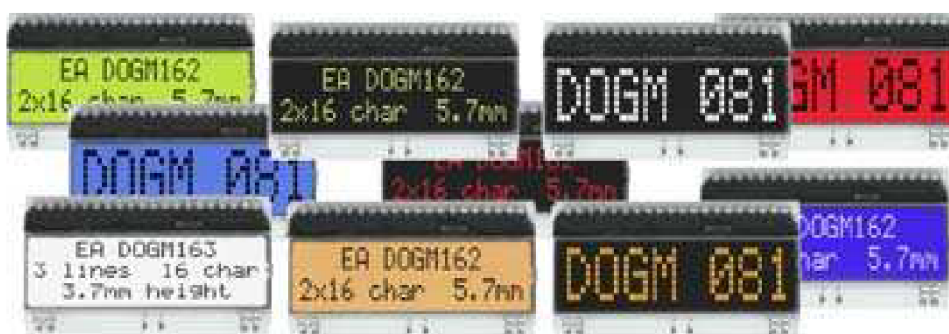 EA DOGM162
2x16 char 5.7mm
EA DOGM162
2x16 char 5.7mm
DOGM 081
GM 081
DOGM 081
2x16 char 5.7mm
EA DOGM163
3 lines 16 char
3.7mm height
EA DOGM162
2x16 char 5.7mm
DOGM 081
DOGM162
har 5.7mm